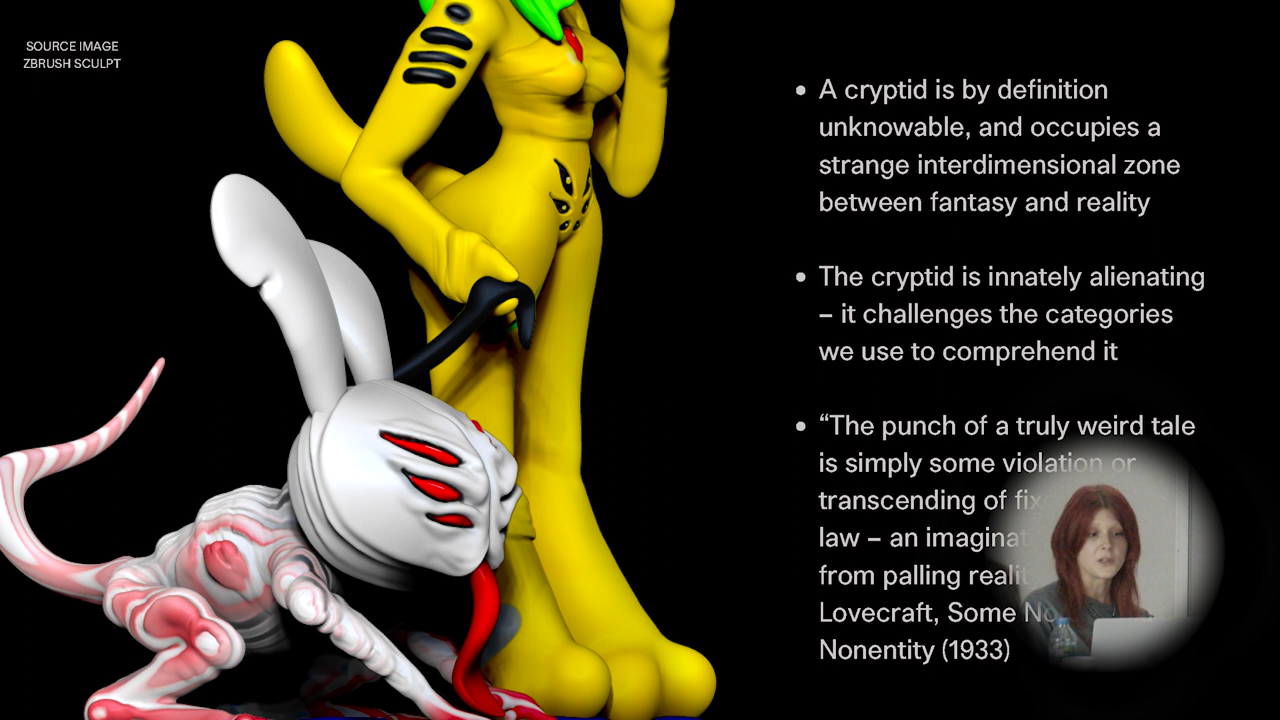 SOURCE IMAGE
ZBRUSH SCULPT
• A cryptid is by definition
unknowable, and occupies a
strange interdimensional zone
between fantasy and reality
• The cryptid is innately alienating
– it challenges the categories
we use to comprehend it
• “The punch of a truly weird tale
is simply some violation or
transcending of
law – an
from palling
Lovecraft, Some
Nonentity (1933)